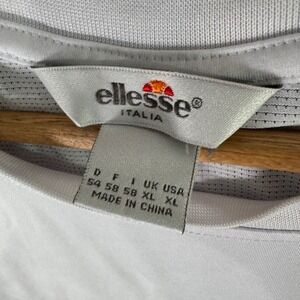 ellesse®
ITALIA
D F I UK USA
54 58 58 XL XL
MADE IN CHINA